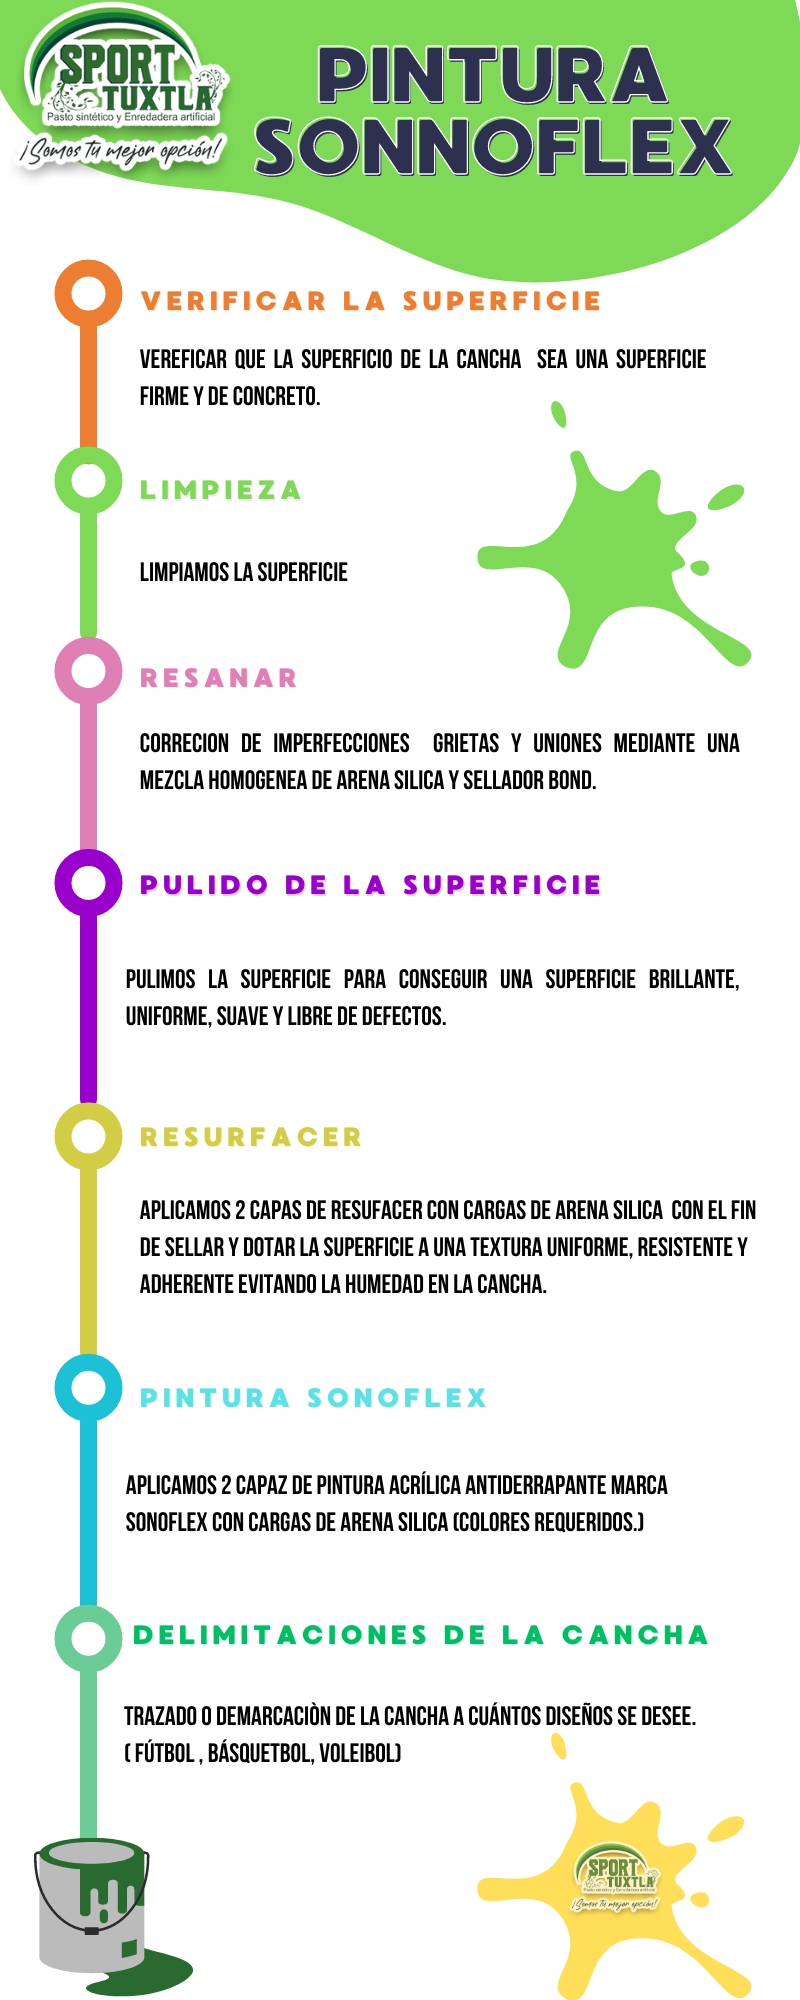 SPORT
TUXTLA
Pasto sintético y Enredadera artificial
¡Somos tu mejor opción!
PINTURA
SONNOFLEX
VERIFICAR LA SUPERFICIE
VEREFICAR QUE LA SUPERFICIO DE LA CANCHA SEA UNA SUPERFICIE
FIRME Y DE CONCRETO.
LIMPIEZA
LIMPIAMOS LA SUPERFICIE
RESANAR
CORRECION DE IMPERFECCIONES GRIETAS Y UNIONES MEDIANTE UNA
MEZCLA HOMOGENEA DE ARENA SILICA Y SELLADOR BOND.
PULIDO DE LA SUPERFICIE
PULIMOS LA SUPERFICIE PARA CONSEGUIR UNA SUPERFICIE BRILLANTE,
UNIFORME, SUAVE Y LIBRE DE DEFECTOS.
RESURFACER
APLICAMOS 2 CAPAS DE RESUFACER CON CARGAS DE ARENA SILICA CON EL FIN
DE SELLAR Y DOTAR LA SUPERFICIE A UNA TEXTURA UNIFORME, RESISTENTE Y
ADHERENTE EVITANDO LA HUMEDAD EN LA CANCHA.
PINTURA SONOFLEX
APLICAMOS 2 CAPAZ DE PINTURA ACRÍLICA ANTIDERRAPANTE MARCA
SONOFLEX CON CARGAS DE ARENA SILICA (COLORES REQUERIDOS.)
DELIMITACIONES DE LA CANCHA
TRAZADO O DEMARCACIÒN DE LA CANCHA A CUÁNTOS DISEÑOS SE DESEE.
( FÚTBOL , BÁSQUETBOL, VOLEIBOL)
SPORT
TUXTLA
Pasto sintético y Enredadera artificial
¡Somos tu mejor opción!